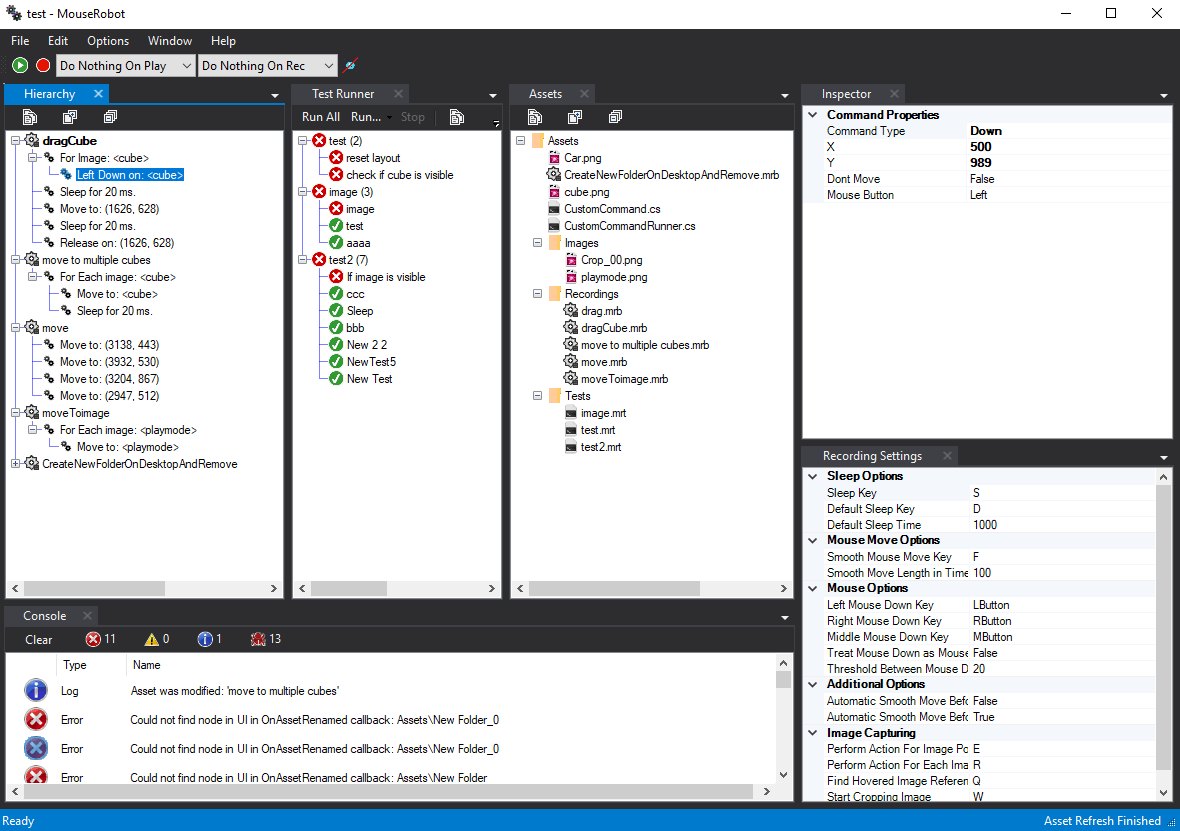 test - MouseRobot
File Edit Options Window Help
Do Nothing On Play Do Nothing On Rec
Hierarchy
dragCube
For Image: <cube>
Left Down on: <cube>
Sleep for 20 ms.
Move to: (1626, 628)
Sleep for 20 ms.
Release on: (1626, 628)
move to multiple cubes
For Each image: <cube>
Move to: <cube>
Sleep for 20 ms.
move
Move to: (3138, 443)
Move to: (3932, 530)
Move to: (3204, 867)
Move to: (2947, 512)
moveToimage
For Each image: <playmode>
Move to: <playmode>
CreateNewFolderOnDesktopAndRemove
Test Runner
Run All Run... Stop
test (2)
reset layout
check if cube is visible
image (3)
image
test
aaaa
test2 (7)
If image is visible
ccc
Sleep
bbb
New 2 2
NewTest5
New Test
Assets
Assets
Car.png
CreateNewFolderOnDesktopAndRemove.mrb
cube.png
CustomCommand.cs
CustomCommandRunner.cs
Images
Crop_00.png
playmode.png
Recordings
drag.mrb
dragCube.mrb
move to multiple cubes.mrb
move.mrb
moveToimage.mrb
Tests
image.mrt
test.mrt
test2.mrt
Inspector
Command Properties
Command Type Down
X 500
Y 989
Dont Move False
Mouse Button Left
Recording Settings
Sleep Options
Sleep Key S
Default Sleep Key D
Default Sleep Time 1000
Mouse Move Options
Smooth Mouse Move Key F
Smooth Move Length in Time 100
Mouse Options
Left Mouse Down Key LButton
Right Mouse Down Key RButton
Middle Mouse Down Key MButton
Treat Mouse Down as Mouse False
Threshold Between Mouse D 20
Additional Options
Automatic Smooth Move Befo False
Automatic Smooth Move Befo True
Image Capturing
Perform Action For Image Po E
Perform Action For Each Ima R
Find Hovered Image Referen Q
Start Cropping Image W
Console
Clear 11 0 1 13
Type Name
Log Asset was modified: 'move to multiple cubes'
Error Could not find node in UI in OnAssetRenamed callback: Assets\New Folder_0
Error Could not find node in UI in OnAssetRenamed callback: Assets\New Folder_0
Error Could not find node in UI in OnAssetRenamed callback: Assets\New Folder
Ready Asset Refresh Finished